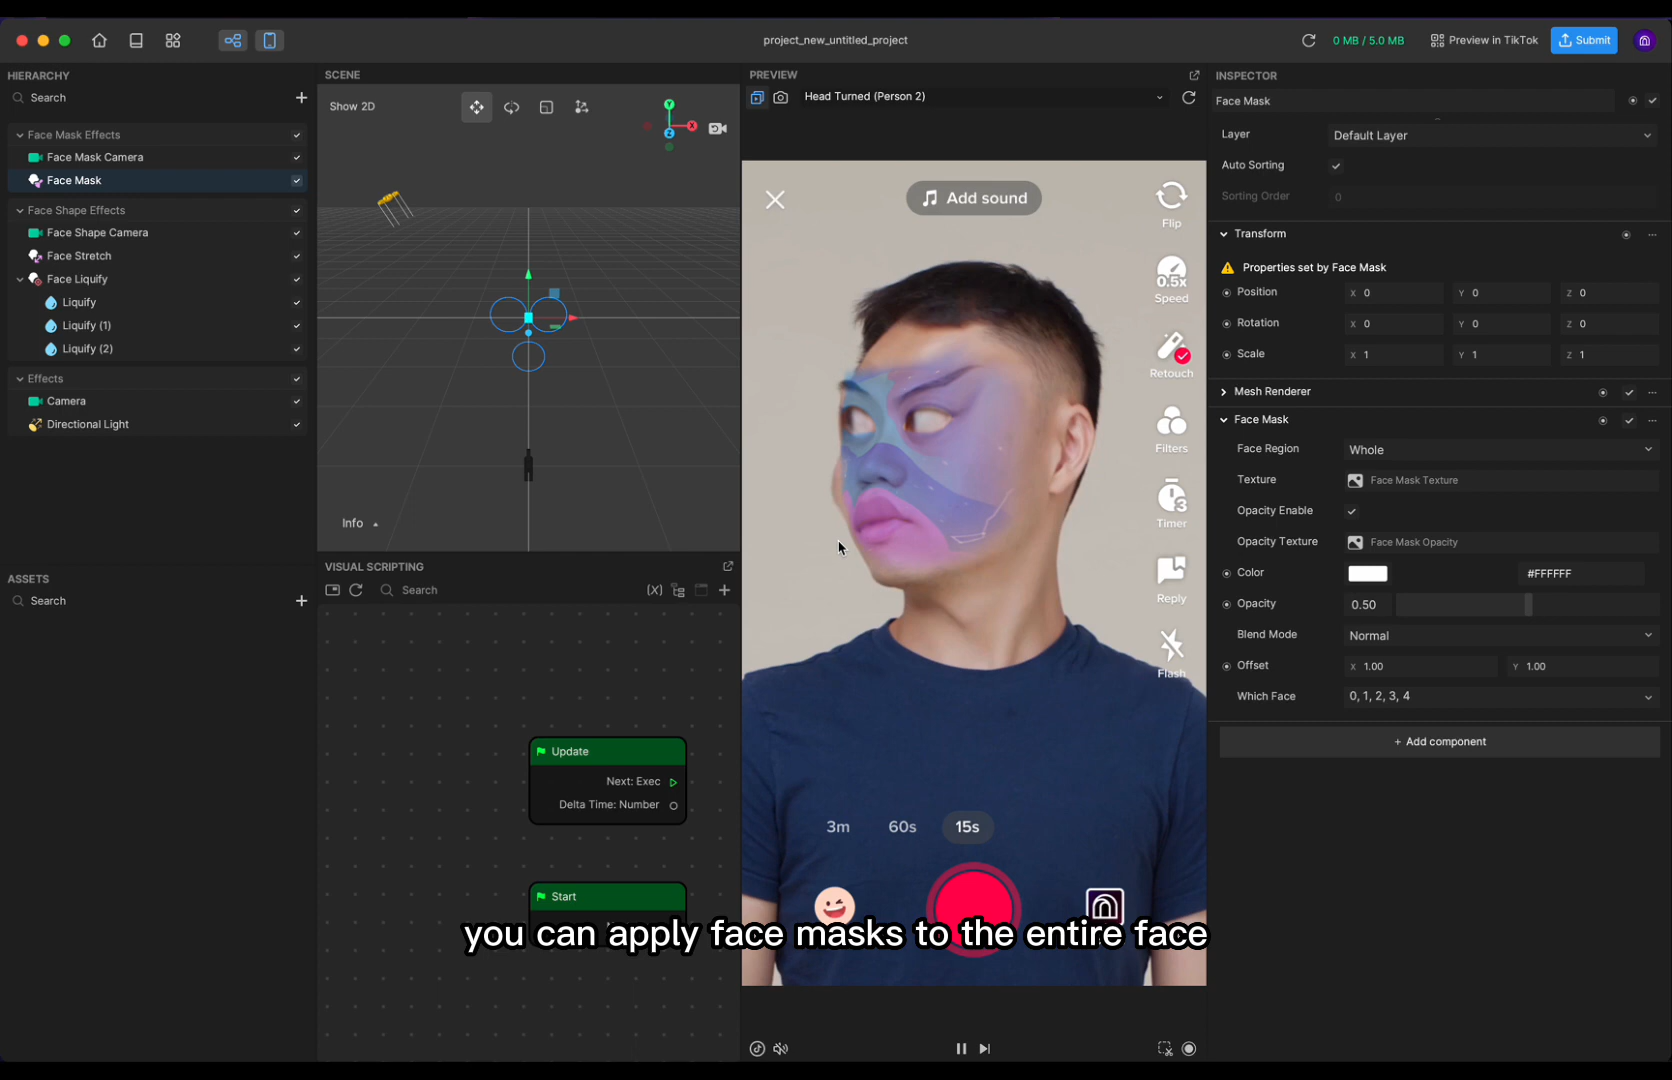 project_new_untitled_project
0 MB / 5.0 MB
Preview in TikTok
Submit
HIERARCHY
Search
Face Mask Effects
Face Mask Camera
Face Mask
Face Shape Effects
Face Shape Camera
Face Stretch
Face Liquify
Liquify
Liquify (1)
Liquify (2)
Effects
Camera
Directional Light
ASSETS
Search
SCENE
Show 2D
Y
X
Z
Info
VISUAL SCRIPTING
(X)
Search
Update
Next: Exec
Delta Time: Number
Start
PREVIEW
Head Turned (Person 2)
Add sound
Flip
0.5x
Speed
Retouch
Filters
3
Timer
Reply
Flash
3m 60s 15s
you can apply face masks to the entire face
INSPECTOR
Face Mask
Layer Default Layer
Auto Sorting
Sorting Order 0
Transform
Properties set by Face Mask
Position X 0 Y 0 Z 0
Rotation X 0 Y 0 Z 0
Scale X 1 Y 1 Z 1
Mesh Renderer
Face Mask
Face Region Whole
Texture Face Mask Texture
Opacity Enable
Opacity Texture Face Mask Opacity
Color #FFFFFF
Opacity 0.50
Blend Mode Normal
Offset X 1.00 Y 1.00
Which Face 0, 1, 2, 3, 4
+ Add component